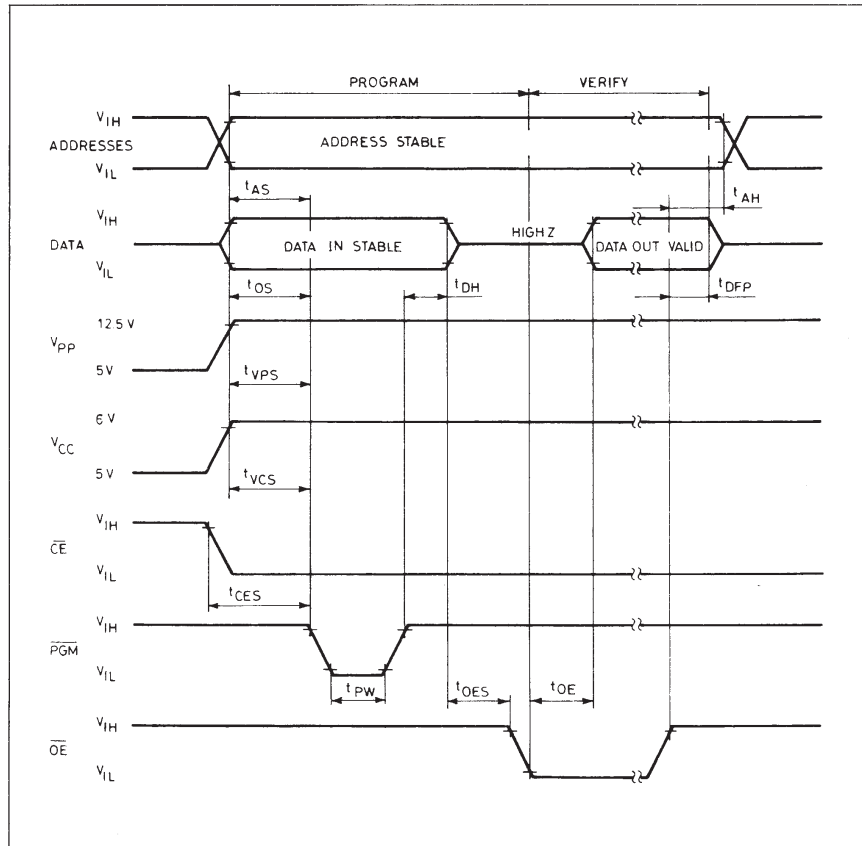 PROGRAM VERIFY
VIH
ADDRESSES ADDRESS STABLE
VIL
tAS tAH
VIH
DATA DATA IN STABLE HIGH Z DATA OUT VALID
VIL
tOS tDH tDFP
12.5 V
VPP
5V
tVPS
6V
VCC
5V
tVCS
VIH
CE
VIL
tCES
VIH
PGM
VIL
tPW tOES tOE
VIH
OE
VIL